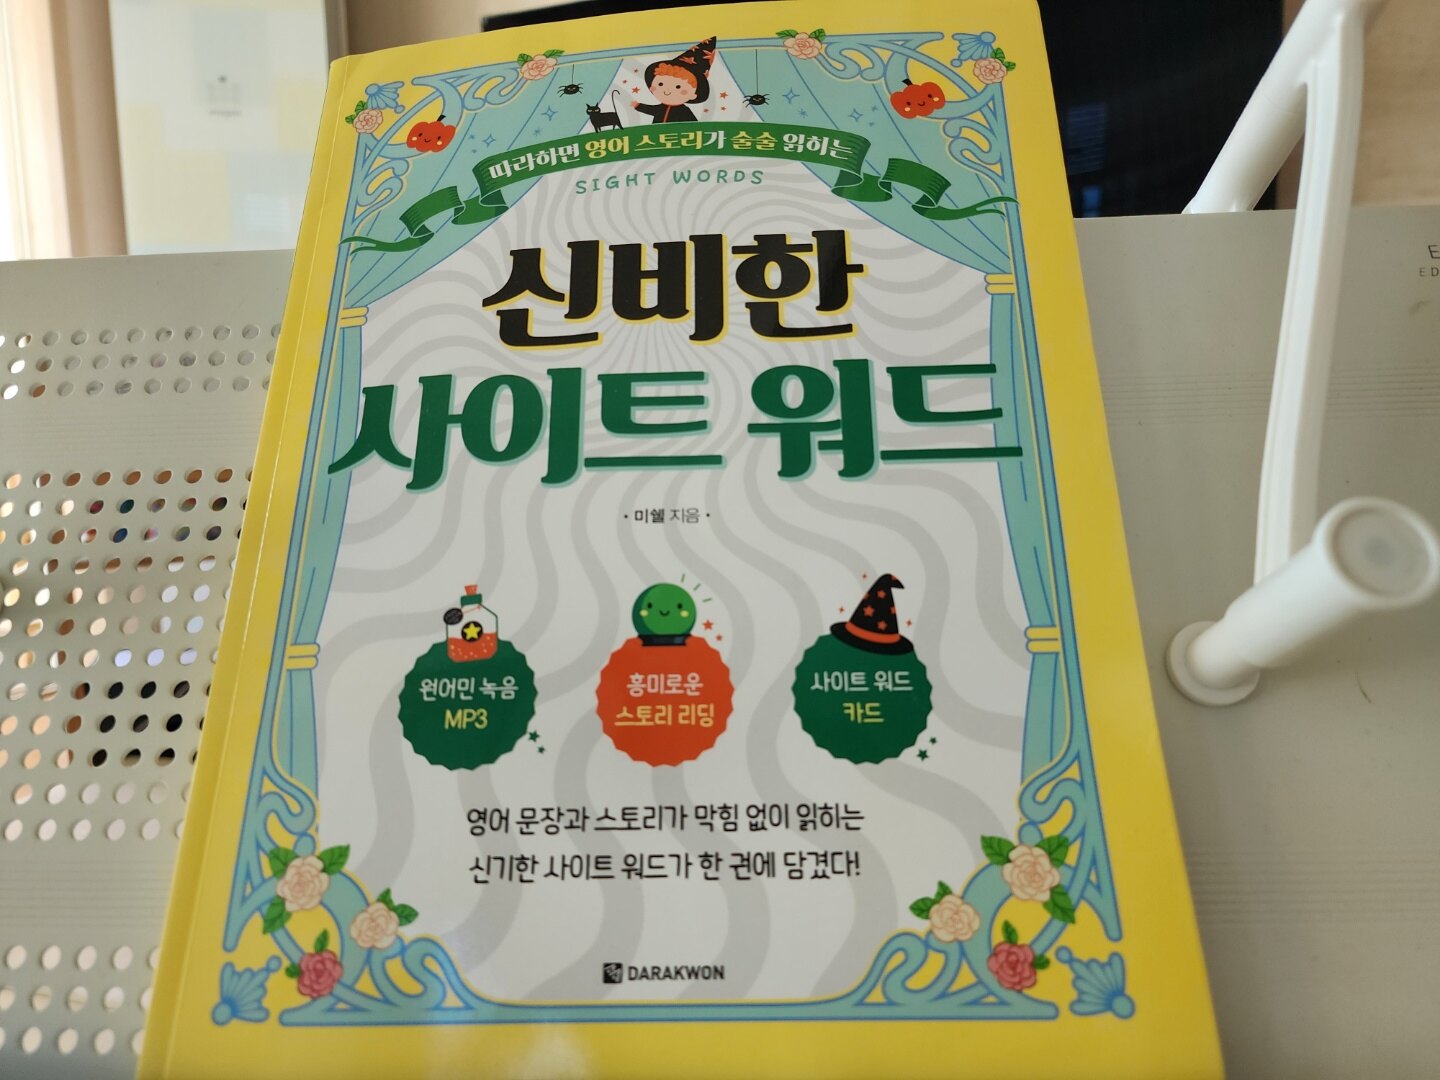 따라하면 영어 스토리가 술술 읽히는
SIGHT WORDS
신비한
사이트 워드
· 미쉘 지음 ·
원어민 녹음
MP3
흥미로운
스토리 리딩
사이트 워드
카드
영어 문장과 스토리가 막힘 없이 읽히는
신기한 사이트 워드가 한 권에 담겼다!
DARAKWON